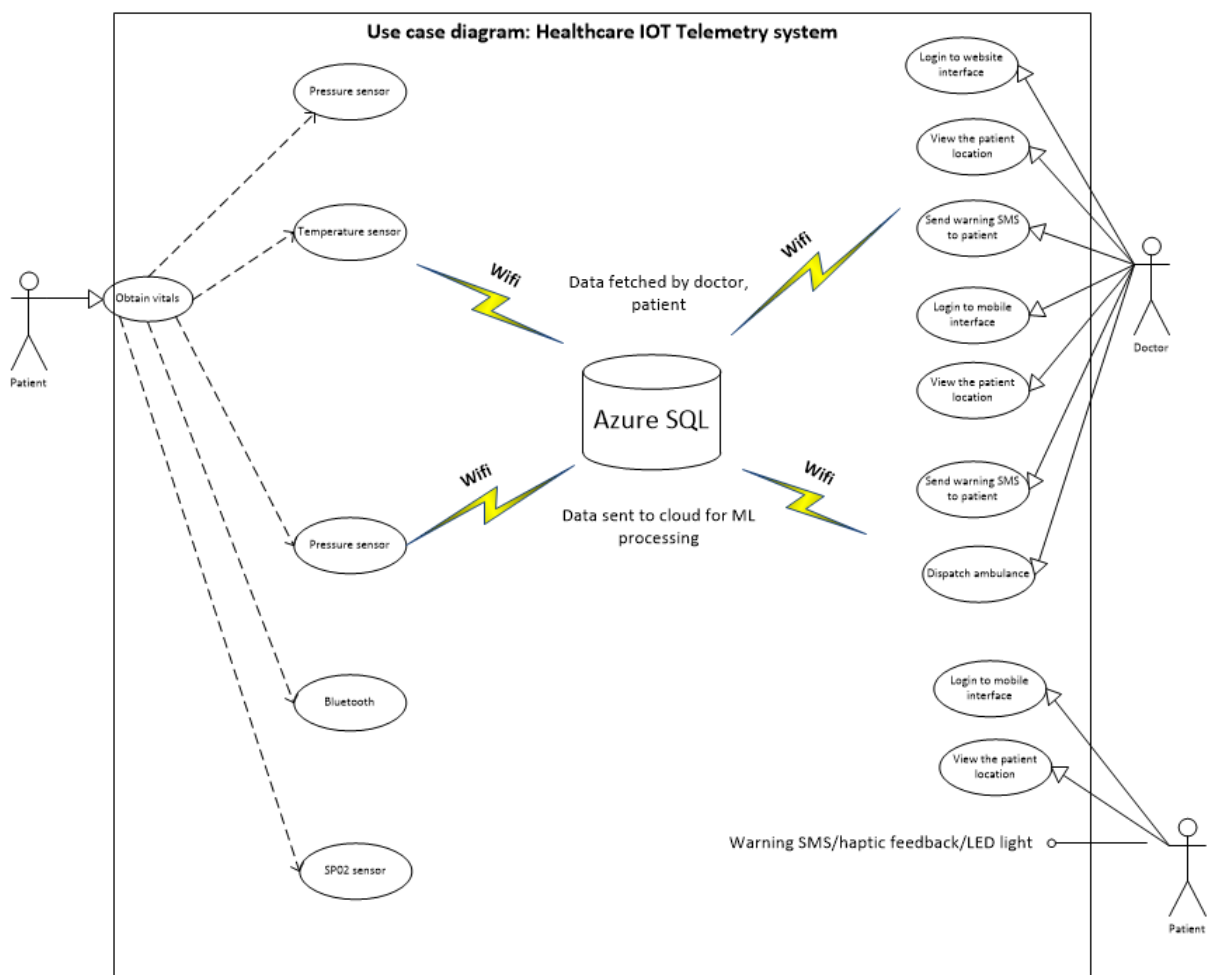 Use case diagram: Healthcare IOT Telemetry system
Pressure sensor
Temperature sensor
Obtain vitals
Patient
Pressure sensor
Bluetooth
SP02 sensor
Wifi
Wifi
Data fetched by doctor,
patient
Azure SQL
Wifi
Wifi
Data sent to cloud for ML
processing
Login to website
interface
View the patient
location
Send warning SMS
to patient
Login to mobile
interface
View the patient
location
Send warning SMS
to patient
Dispatch ambulance
Doctor
Login to mobile
interface
View the patient
location
Warning SMS/haptic feedback/LED light
Patient